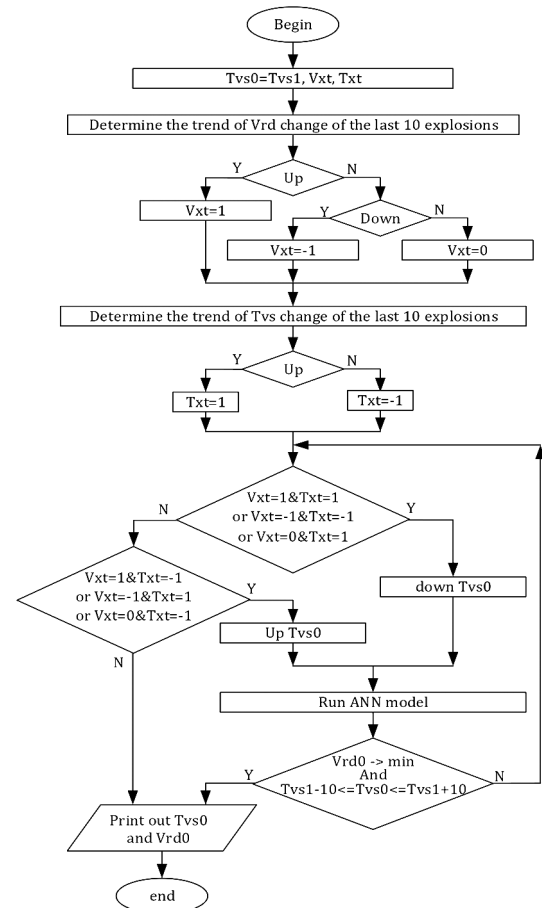 Begin
Tvs0=Tvs1, Vxt, Txt
Determine the trend of Vrd change of the last 10 explosions
Y
Up
N
Vxt=1
Y
Down
N
Vxt=-1
Vxt=0
Determine the trend of Tvs change of the last 10 explosions
Y
Up
N
Txt=1
Txt=-1
N
Vxt=1&Txt=1
or Vxt=-1&Txt=-1
or Vxt=0&Txt=1
Y
Vxt=1&Txt=-1
or Vxt=-1&Txt=1
or Vxt=0&Txt=-1
Y
down Tvs0
Up Tvs0
N
Run ANN model
Y
Vrd0 -> min
And
Tvs1-10<=Tvs0<=Tvs1+10
N
Print out Tvs0
and Vrd0
end